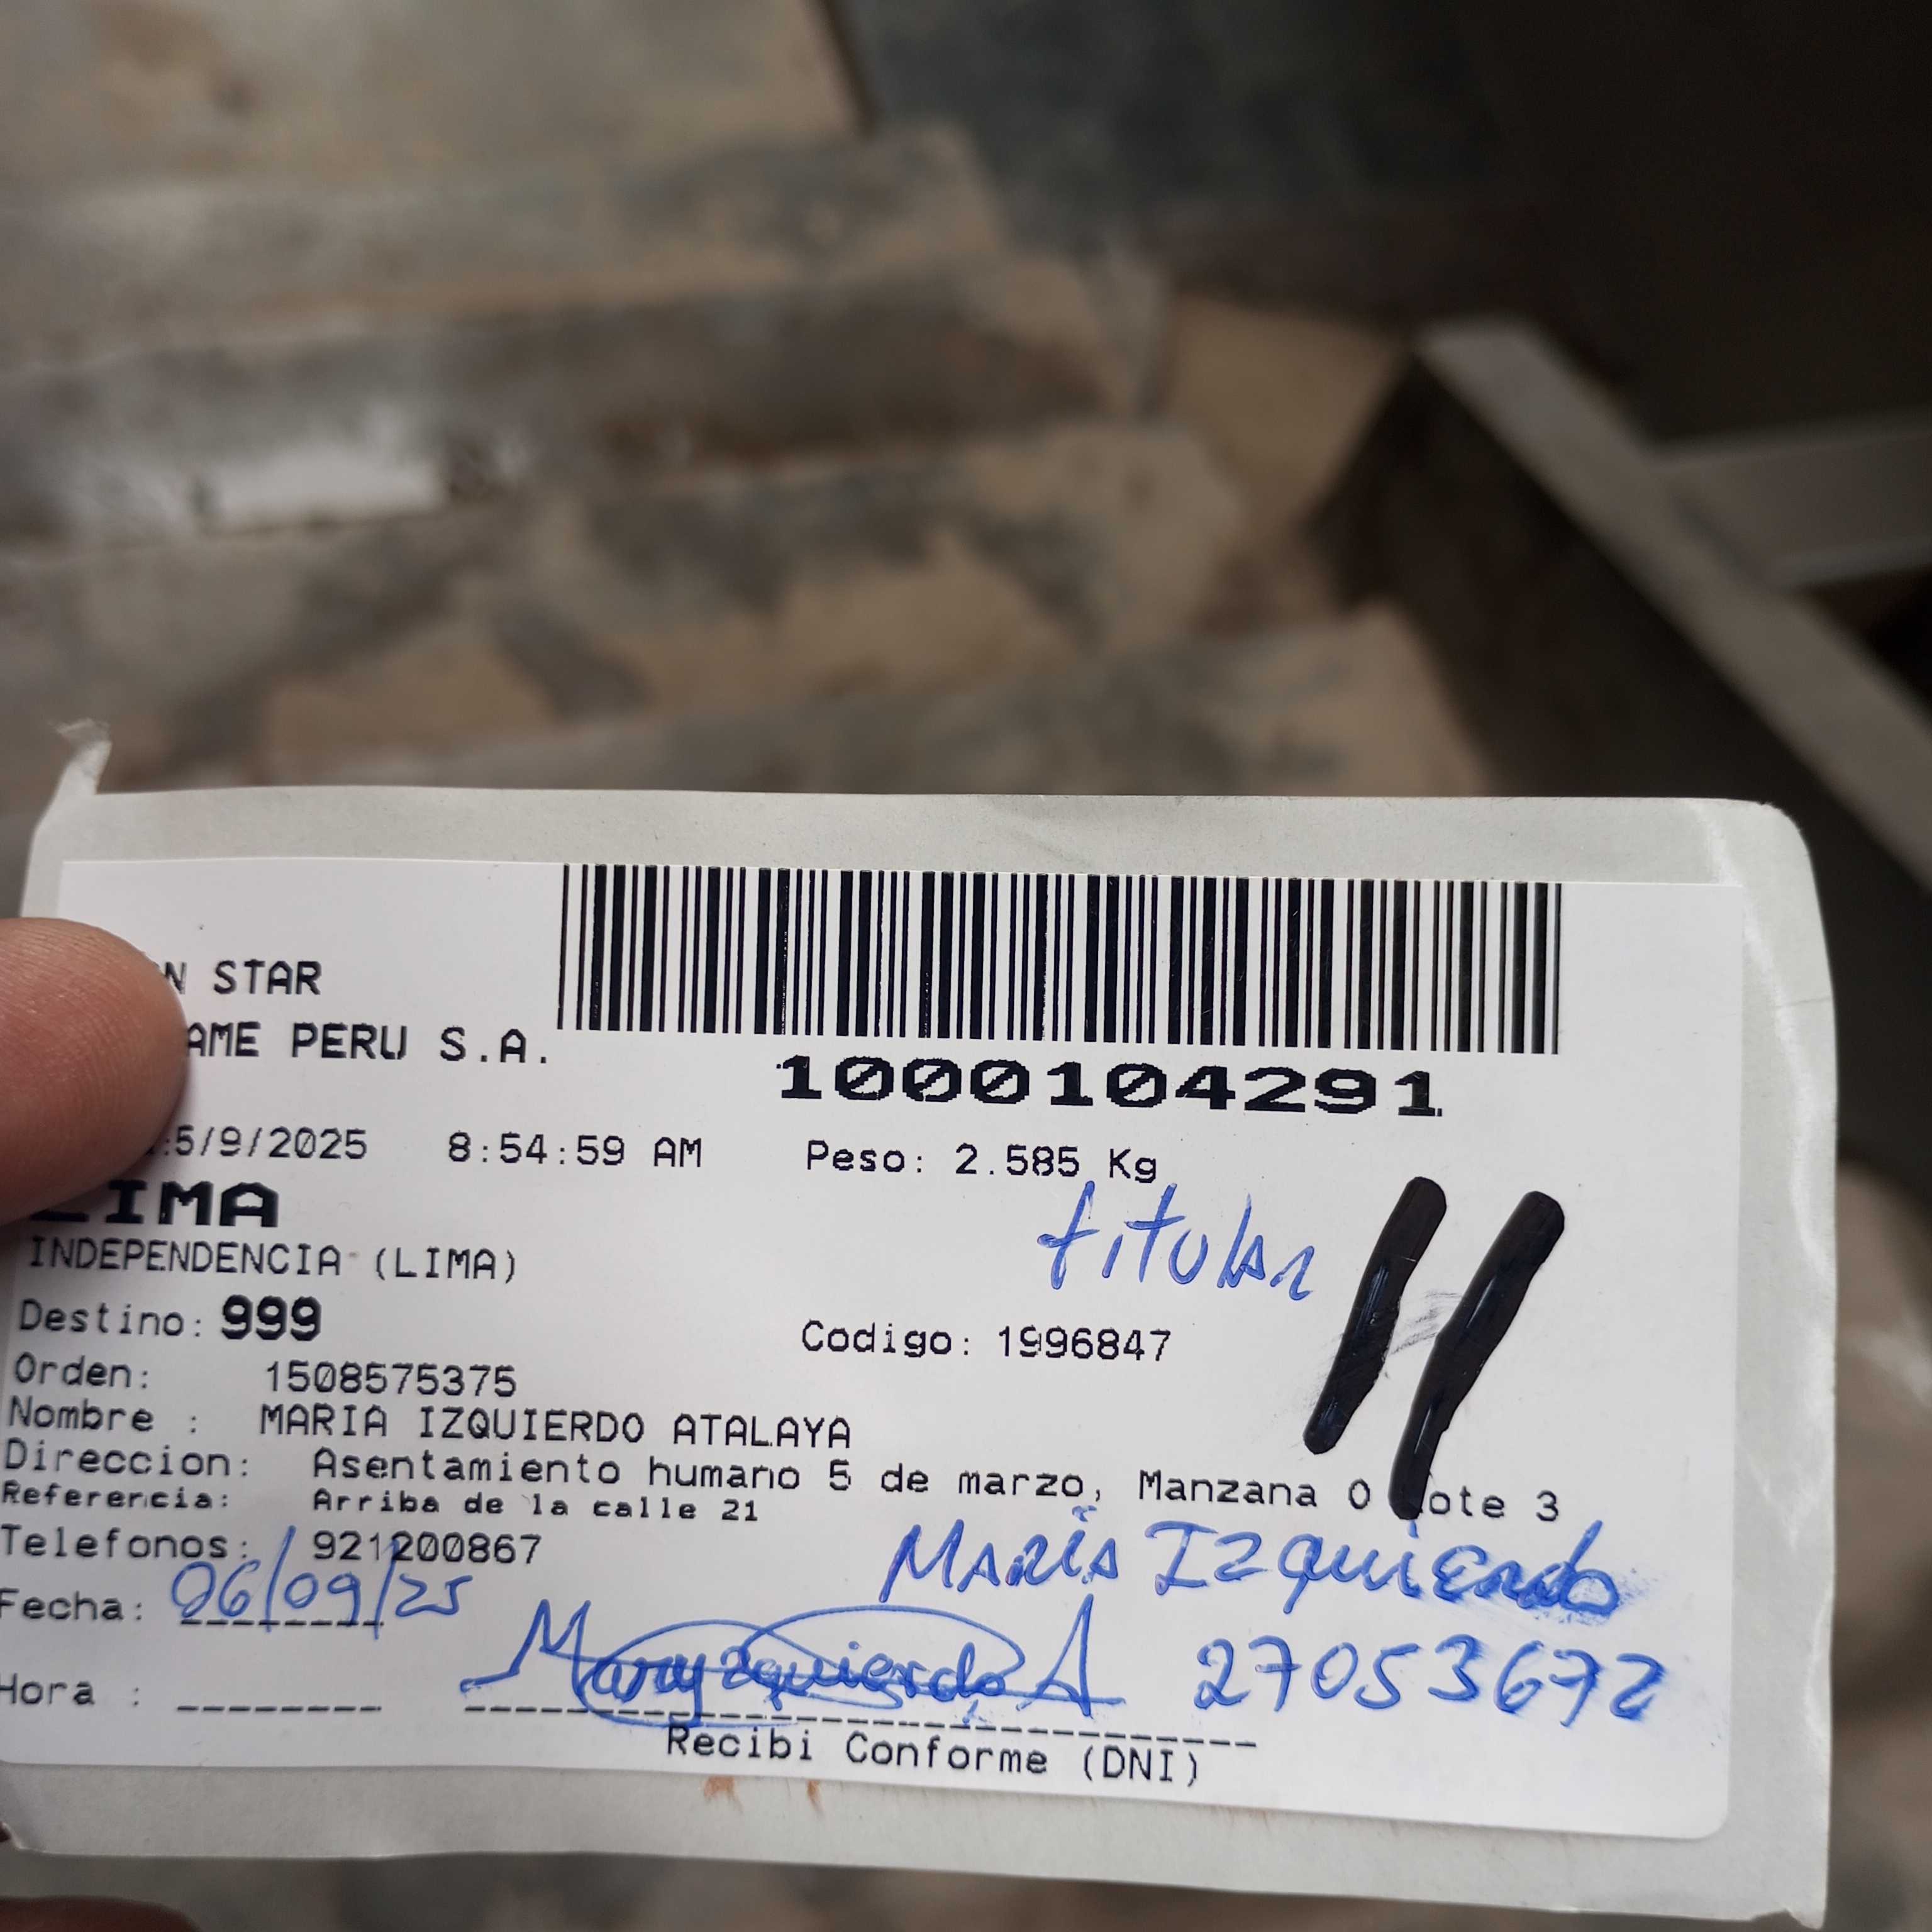 STAR
PERU S.A.
1000104291
5/9/2025 8:54:59 AM Peso: 2.585 Kg
LIMA
titular
INDEPENDENCIA (LIMA)
Destino: 999
Codigo: 1996847
Orden: 1508575375
Nombre : MARIA IZQUIERDO ATALAYA
Direccion: Asentamiento humano 5 de marzo, Manzana O Lote 3
Referencia: Arriba de la calle 21
Telefonos: 921200867
María Izquierdo
Fecha: 06/09/25
27053672
Hora :
Recibi Conforme (DNI)